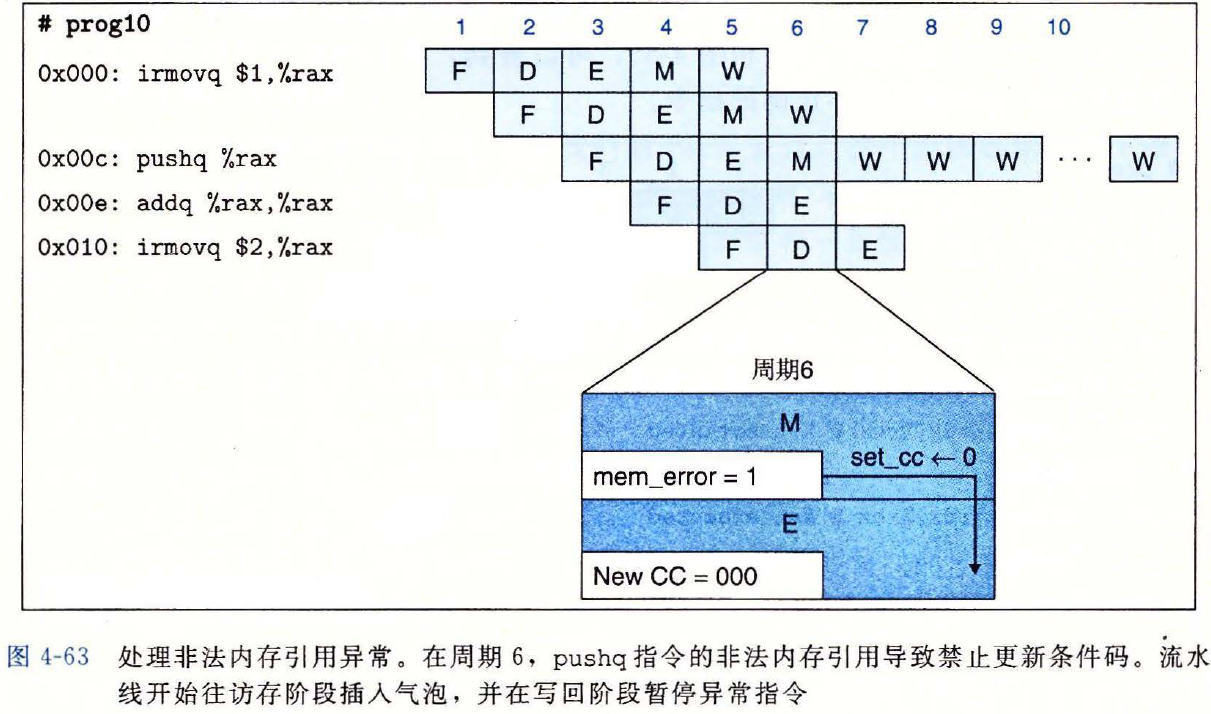 # prog10 1 2 3 4 5 6 7 8 9 10
0x000: irmovq $1,%rax F D E M W
F D E M W
0x00c: pushq %rax F D E M W W W ··· W
0x00e: addq %rax,%rax F D E
0x010: irmovq $2,%rax F D E
周期6
M
set_cc ← 0
mem_error = 1
E
New CC = 000
图 4-63 处理非法内存引用异常。在周期 6，pushq 指令的非法内存引用导致禁止更新条件码。流水
线开始往访存阶段插入气泡，并在写回阶段暂停异常指令